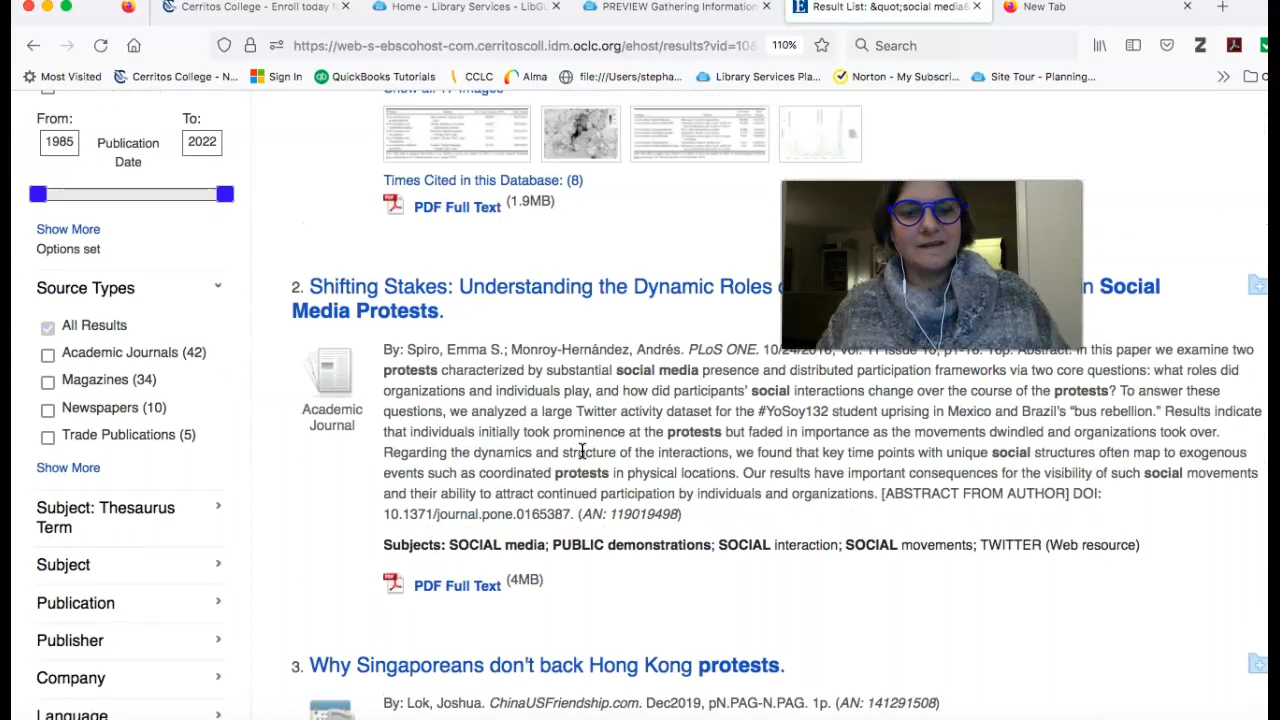 Cerritos College - Enroll today f
Home - Library Services - LibGu
PREVIEW Gathering Information
Result List: &quot;social media&
New Tab
https://web-s-ebscohost-com.cerritoscoll.idm.oclc.org/ehost/results?vid=10&
110%
Search
Most Visited
Cerritos College - N...
Sign In
QuickBooks Tutorials
CCLC
Alma
file:///Users/stepha...
Library Services Pla...
Norton - My Subscri...
Site Tour - Planning...
From:
To:
1985
Publication Date
2022
Show More
Options set
Source Types
All Results
Academic Journals (42)
Magazines (34)
Newspapers (10)
Trade Publications (5)
Show More
Subject: Thesaurus
Term
Subject
Publication
Publisher
Company
Language
Times Cited in this Database: (8)
PDF Full Text (1.9MB)
2. Shifting Stakes: Understanding the Dynamic Roles n Social
Media Protests.
Academic
Journal
By: Spiro, Emma S.; Monroy-Hernández, Andrés. PLoS ONE. In this paper we examine two
protests characterized by substantial social media presence and distributed participation frameworks via two core questions: what roles did
organizations and individuals play, and how did participants' social interactions change over the course of the protests? To answer these
questions, we analyzed a large Twitter activity dataset for the #YoSoy132 student uprising in Mexico and Brazil's "bus rebellion." Results indicate
that individuals initially took prominence at the protests but faded in importance as the movements dwindled and organizations took over.
Regarding the dynamics and structure of the interactions, we found that key time points with unique social structures often map to exogenous
events such as coordinated protests in physical locations. Our results have important consequences for the visibility of such social movements
and their ability to attract continued participation by individuals and organizations. [ABSTRACT FROM AUTHOR] DOI:
10.1371/journal.pone.0165387. (AN: 119019498)
Subjects: SOCIAL media; PUBLIC demonstrations; SOCIAL interaction; SOCIAL movements; TWITTER (Web resource)
PDF Full Text (4MB)
3. Why Singaporeans don't back Hong Kong protests.
By: Lok, Joshua. ChinaUSFriendship.com. Dec2019, pN.PAG-N.PAG. 1p. (AN: 141291508)